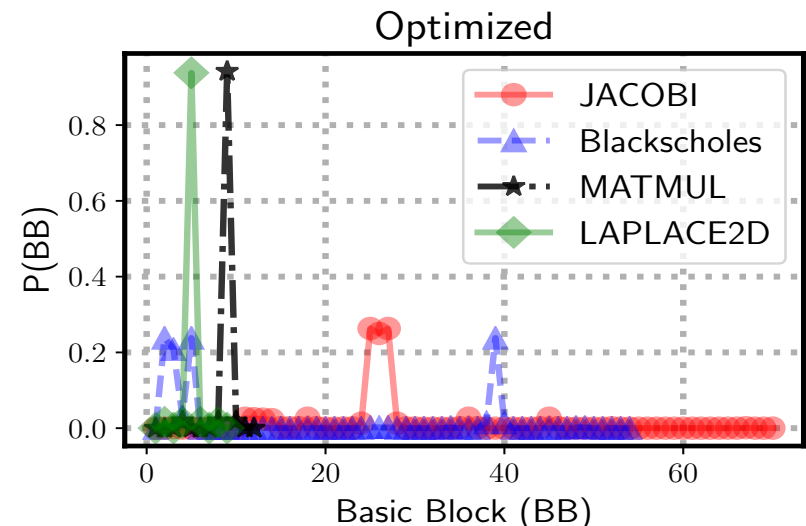 Optimized
JACOBI
Blackscholes
MATMUL
LAPLACE2D
P(BB)
0.8
0.6
0.4
0.2
0.0
0 20 40 60
Basic Block (BB)